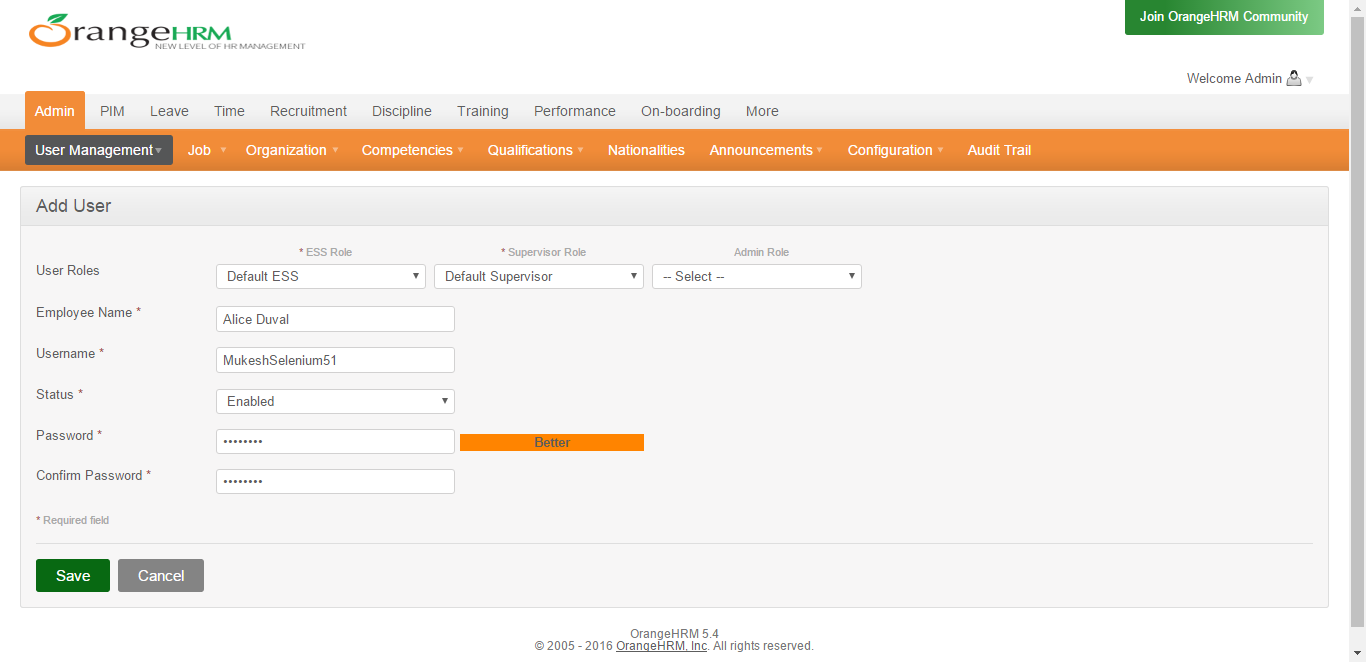 OrangeHRM
NEW LEVEL OF HR MANAGEMENT
Join OrangeHRM Community
Welcome Admin
Admin PIM Leave Time Recruitment Discipline Training Performance On-boarding More
User Management Job Organization Competencies Qualifications Nationalities Announcements Configuration Audit Trail
Add User
* ESS Role * Supervisor Role Admin Role
User Roles Default ESS Default Supervisor -- Select --
Employee Name * Alice Duval
Username * MukeshSelenium51
Status * Enabled
Password * •••••••• Better
Confirm Password * ••••••••
* Required field
Save Cancel
OrangeHRM 5.4
© 2005 - 2016 OrangeHRM, Inc. All rights reserved.